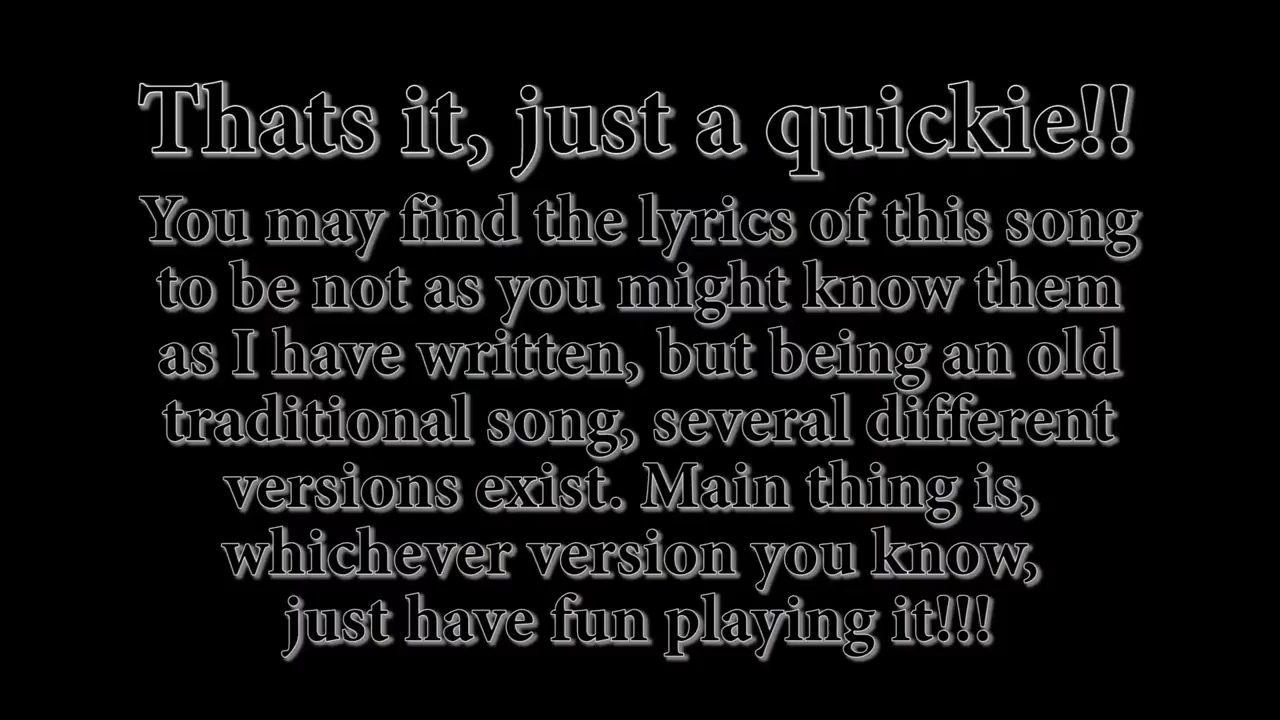 Thats it, just a quickie!!
You may find the lyrics of this song
to be not as you might know them
as I have written, but being an old
traditional song, several different
versions exist. Main thing is,
whichever version you know,
just have fun playing it!!!